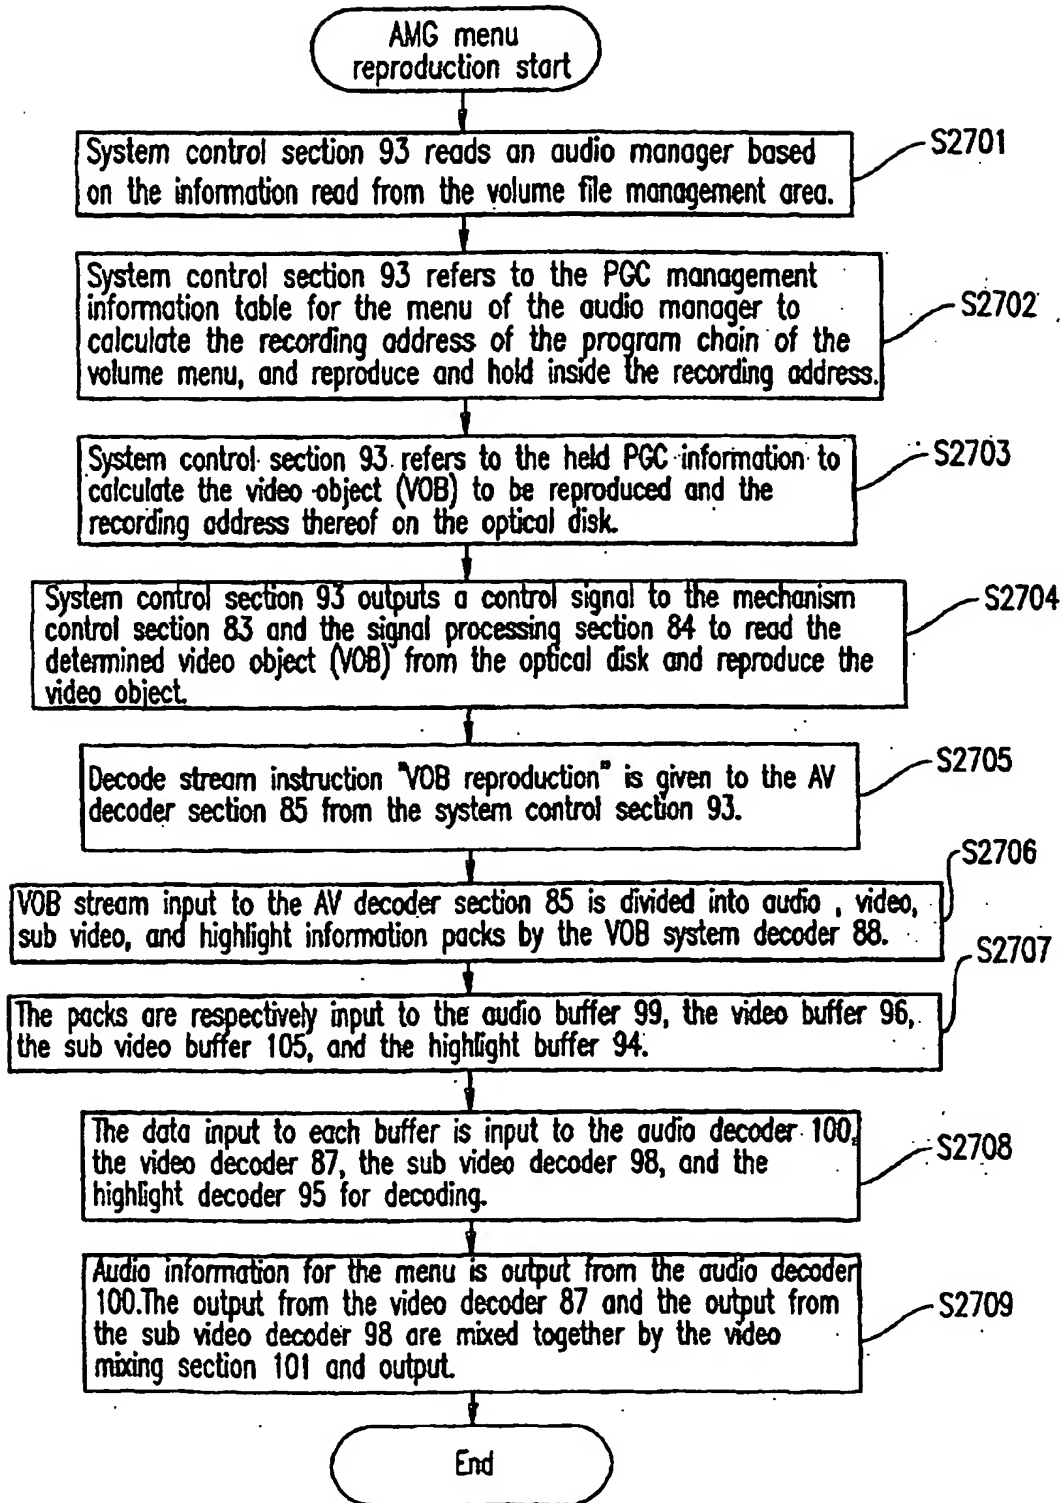 AMG menu
reproduction start
System control section 93 reads an audio manager based
on the information read from the volume file management area.
S2701
System control section 93 refers to the PGC management
information table for the menu of the audio manager to
calculate the recording address of the program chain of the
volume menu, and reproduce and hold inside the recording address.
S2702
System control section 93 refers to the held PGC information to
calculate the video object (VOB) to be reproduced and the
recording address thereof on the optical disk.
S2703
System control section 93 outputs a control signal to the mechanism
control section 83 and the signal processing section 84 to read the
determined video object (VOB) from the optical disk and reproduce the
video object.
S2704
Decode stream instruction "VOB reproduction" is given to the AV
decoder section 85 from the system control section 93.
S2705
VOB stream input to the AV decoder section 85 is divided into audio , video,
sub video, and highlight information packs by the VOB system decoder 88.
S2706
The packs are respectively input to the audio buffer 99, the video buffer 96,
the sub video buffer 105, and the highlight buffer 94.
S2707
The data input to each buffer is input to the audio decoder 100,
the video decoder 87, the sub video decoder 98, and the
highlight decoder 95 for decoding.
S2708
Audio information for the menu is output from the audio decoder
100.The output from the video decoder 87 and the output from
the sub video decoder 98 are mixed together by the video
mixing section 101 and output.
S2709
End